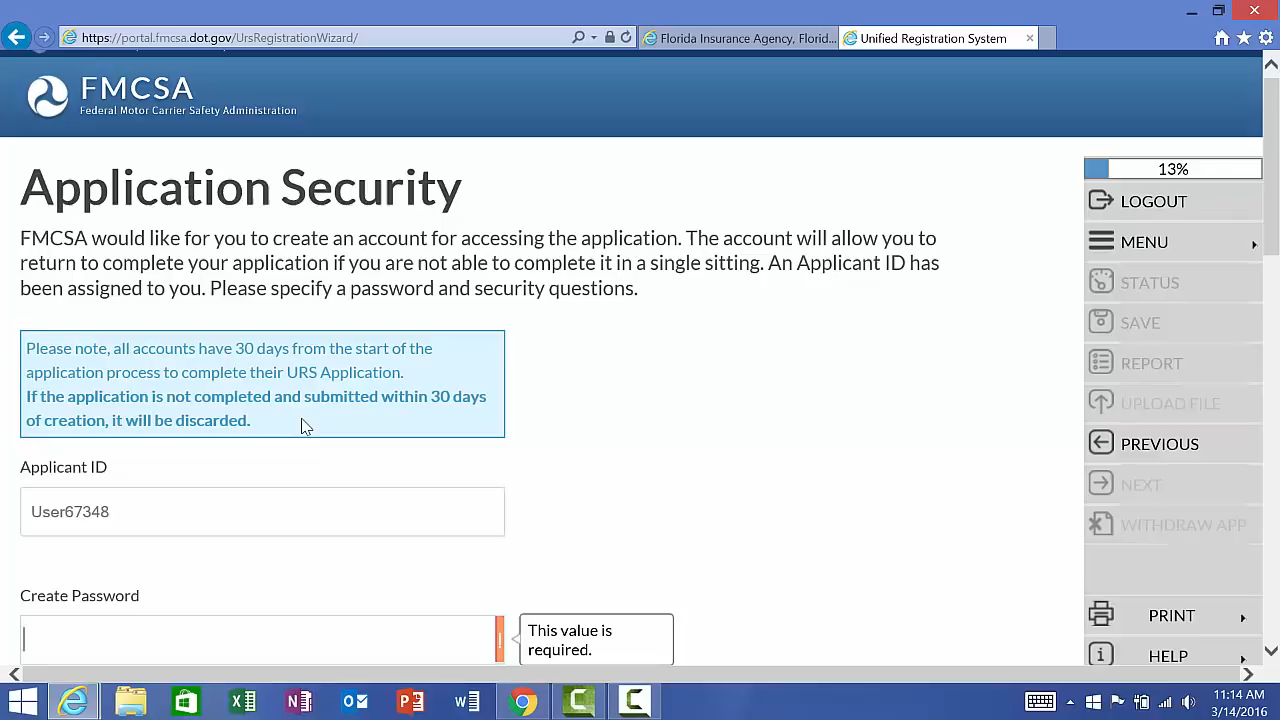 https://portal.fmcsa.dot.gov/UrsRegistrationWizard/
Florida Insurance Agency, Florid...
Unified Registration System
FMCSA
Federal Motor Carrier Safety Administration
Application Security
FMCSA would like for you to create an account for accessing the application. The account will allow you to
return to complete your application if you are not able to complete it in a single sitting. An Applicant ID has
been assigned to you. Please specify a password and security questions.
Please note, all accounts have 30 days from the start of the
application process to complete their URS Application.
If the application is not completed and submitted within 30 days
of creation, it will be discarded.
Applicant ID
User67348
Create Password
This value is
required.
13%
LOGOUT
MENU
STATUS
SAVE
REPORT
UPLOAD FILE
PREVIOUS
NEXT
WITHDRAW APP
PRINT
HELP
11:14 AM
3/14/2016